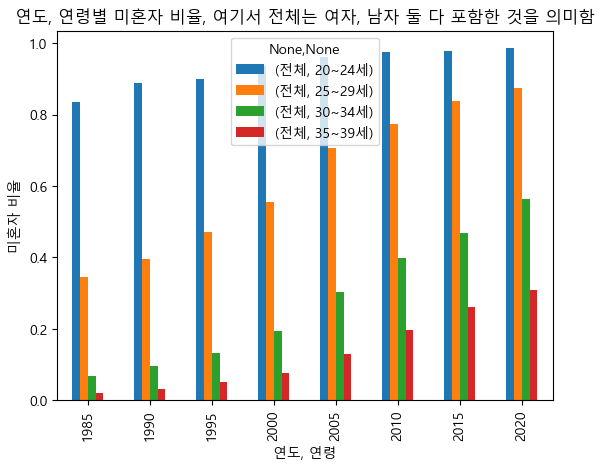 연도, 연령별 미혼자 비율, 여기서 전체는 여자, 남자 둘 다 포함한 것을 의미함
None,None
(전체, 20~24세)
(전체, 25~29세)
(전체, 30~34세)
(전체, 35~39세)
미혼자 비율
1.0
0.8
0.6
0.4
0.2
0.0
1985 1990 1995 2000 2005 2010 2015 2020
연도, 연령